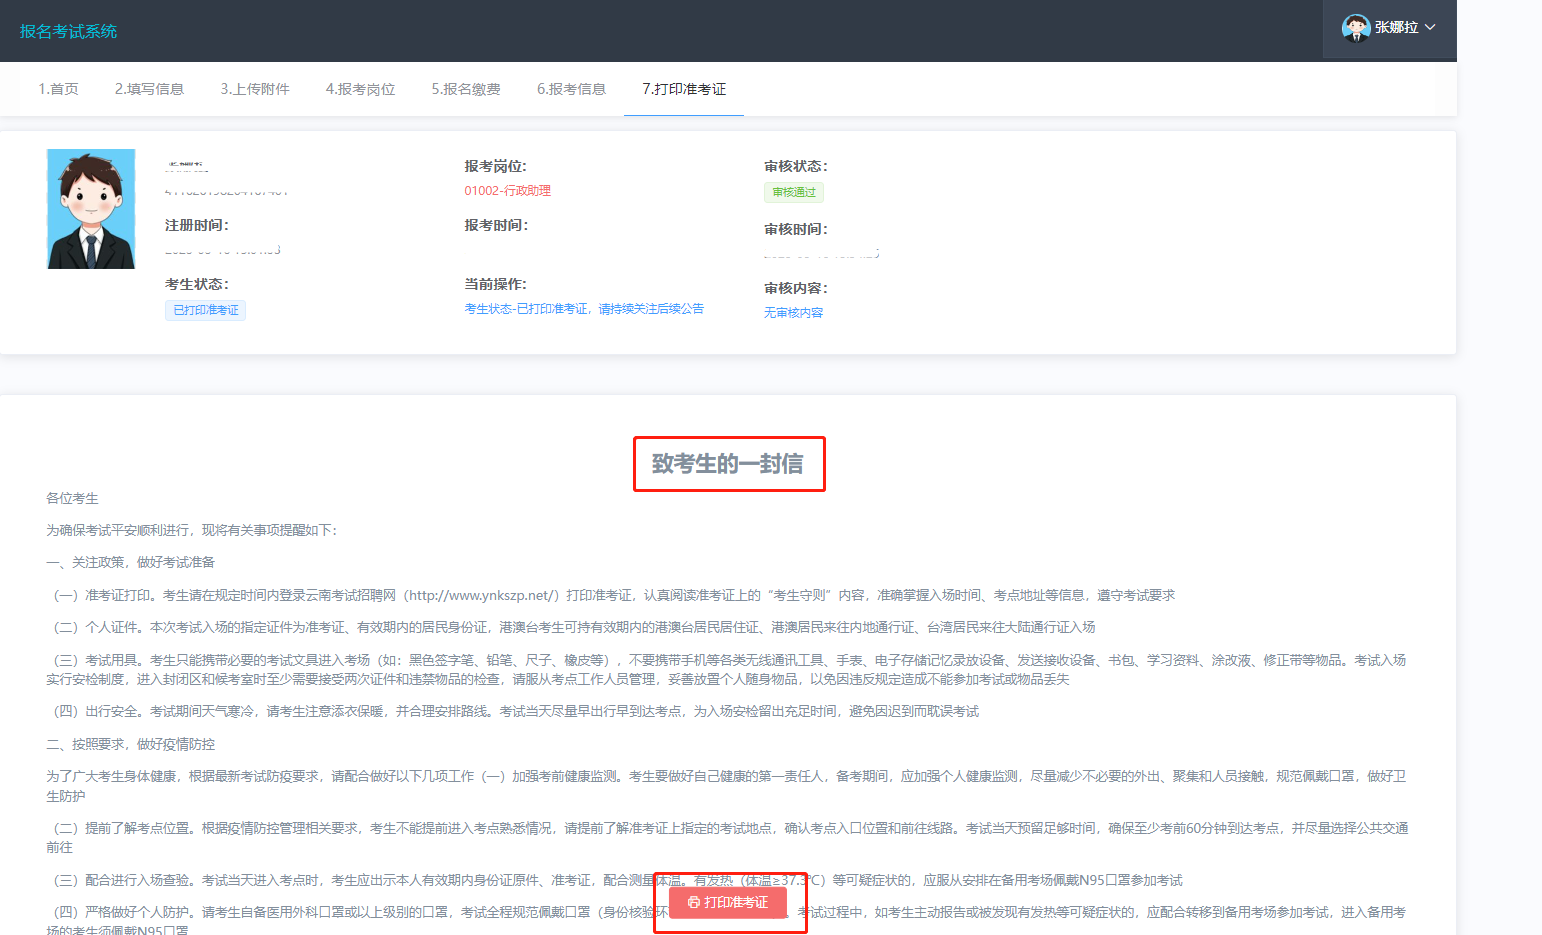 报名考试系统
张娜拉
1.首页 2.填写信息 3.上传附件 4.报考岗位 5.报名缴费 6.报考信息 7.打印准考证
报考岗位：
审核状态：
01002-行政助理
审核通过
注册时间：
报考时间：
审核时间：
考生状态：
当前操作：
审核内容：
已打印准考证
考生状态-已打印准考证，请持续关注后续公告
无审核内容
致考生的一封信
各位考生
为确保考试平安顺利进行，现将有关事项提醒如下：
一、关注政策，做好考试准备
（一）准考证打印。考生请在规定时间内登录云南考试招聘网（http://www.ynkszp.net/）打印准考证，认真阅读准考证上的“考生守则”内容，准确掌握入场时间、考点地址等信息，遵守考试要求
（二）个人证件。本次考试入场的指定证件为准考证、有效期内的居民身份证，港澳台考生可持有效期内的港澳台居民居住证、港澳居民来往内地通行证、台湾居民来往大陆通行证入场
（三）考试用具。考生只能携带必要的考试文具进入考场（如：黑色签字笔、铅笔、尺子、橡皮等），不要携带手机等各类无线通讯工具、手表、电子存储记忆录放设备、发送接收设备、书包、学习资料、涂改液、修正带等物品。考试入场
实行安检制度，进入封闭区和候考室时至少需要接受两次证件和违禁物品的检查，请服从考点工作人员管理，妥善放置个人随身物品，以免因违反规定造成不能参加考试或物品丢失
（四）出行安全。考试期间天气寒冷，请考生注意添衣保暖，并合理安排路线。考试当天尽量早出行早到达考点，为入场安检留出充足时间，避免因迟到而耽误考试
二、按照要求，做好疫情防控
为了广大考生身体健康，根据最新考试防疫要求，请配合做好以下几项工作（一）加强考前健康监测。考生要做好自己健康的第一责任人，备考期间，应加强个人健康监测，尽量减少不必要的外出、聚集和人员接触，规范佩戴口罩，做好卫
生防护
（二）提前了解考点位置。根据疫情防控管理相关要求，考生不能提前进入考点熟悉情况，请提前了解准考证上指定的考试地点，确认考点入口位置和前往线路。考试当天预留足够时间，确保至少考前60分钟到达考点，并尽量选择公共交通
前往
（三）配合进行入场查验。考试当天进入考点时，考生应出示本人有效期内身份证原件、准考证，配合测量体温。有发热（体温≥37.3℃）等可疑症状的，应服从安排在备用考场佩戴N95口罩参加考试
（四）严格做好个人防护。请考生自备医用外科口罩或以上级别的口罩，考试全程规范佩戴口罩（身份核验环 考试过程中，如考生主动报告或被发现有发热等可疑症状的，应配合转移到备用考场参加考试，进入备用考
打印准考证
场的考生须佩戴N95口罩